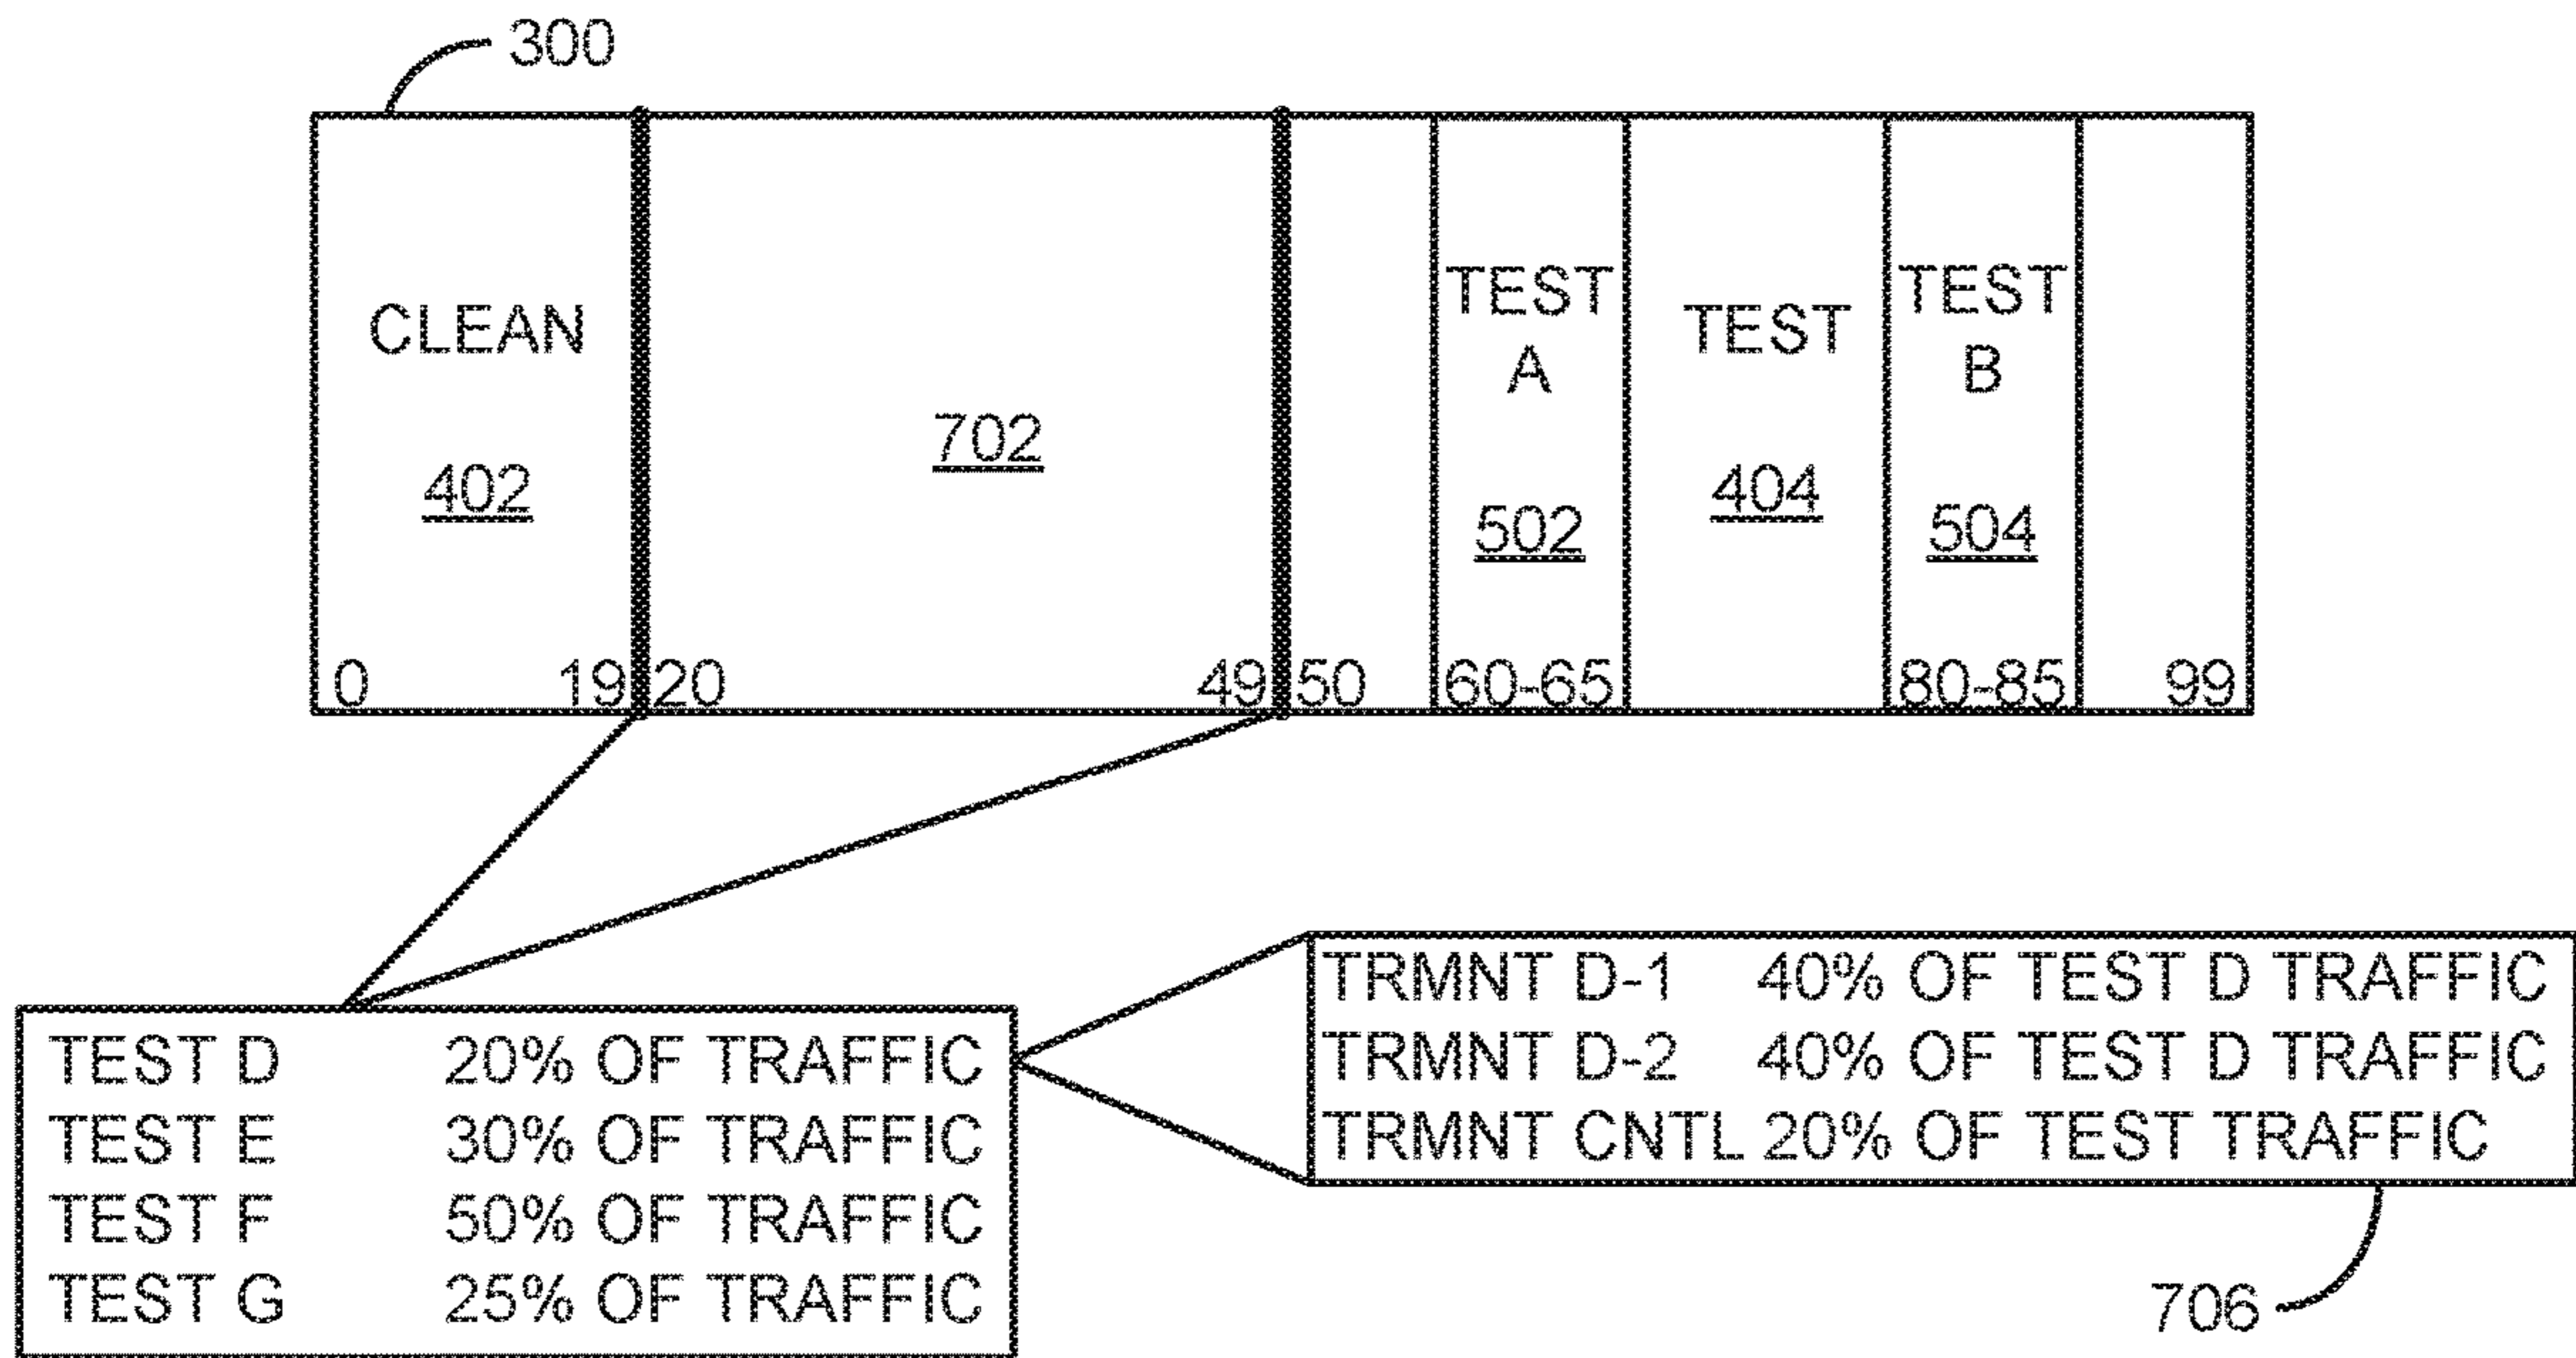 300
CLEAN
402
702
TEST
A
502
TEST
404
TEST
B
504
0 19 20 49 50 60-65 80-85 99
TEST D 20% OF TRAFFIC
TEST E 30% OF TRAFFIC
TEST F 50% OF TRAFFIC
TEST G 25% OF TRAFFIC
TRMNT D-1 40% OF TEST D TRAFFIC
TRMNT D-2 40% OF TEST D TRAFFIC
TRMNT CNTL 20% OF TEST TRAFFIC
706